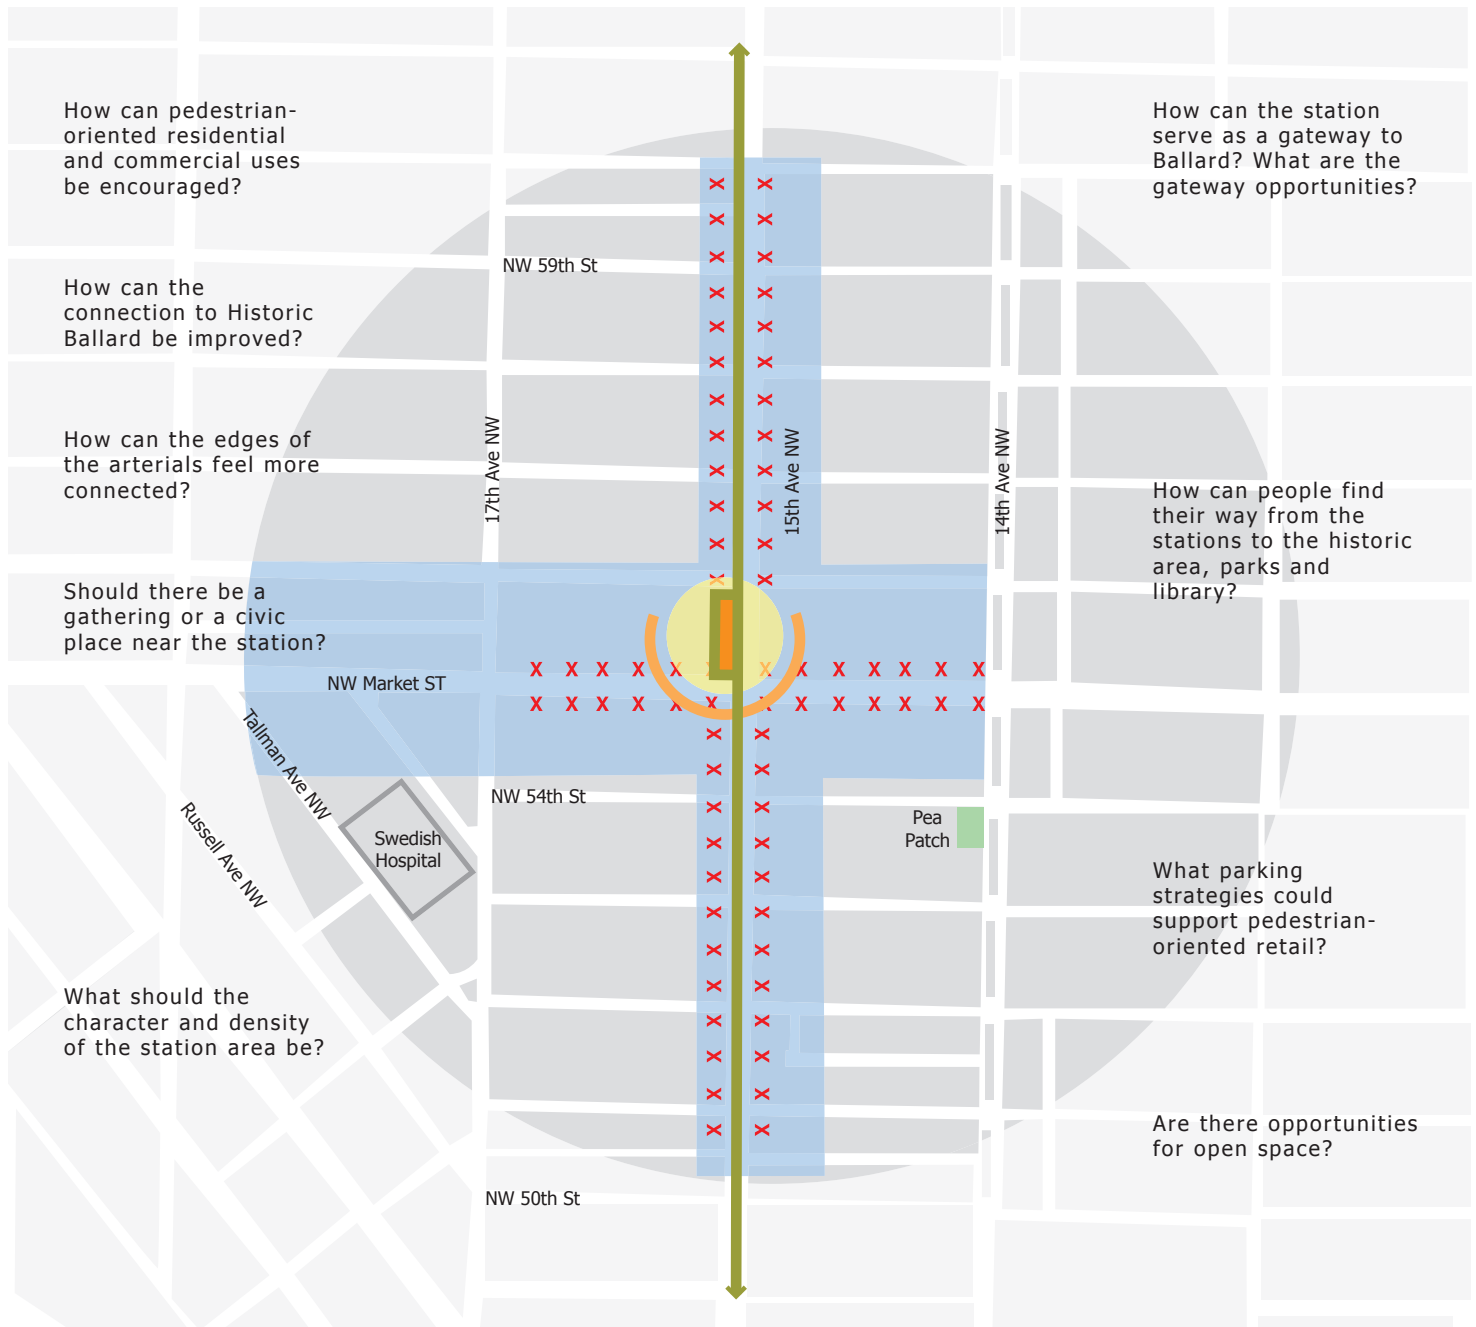 How can pedestrian-
oriented residential
and commercial uses
be encouraged?
How can the
connection to Historic
Ballard be improved?
How can the edges of
the arterials feel more
connected?
Should there be a
gathering or a civic
place near the station?
What should the
character and density
of the station area be?
NW 59th St
17th Ave NW
15th Ave NW
14th Ave NW
NW Market ST
Tallman Ave NW
Russell Ave NW
NW 54th St
Swedish
Hospital
Pea
Patch
NW 50th St
How can the station
serve as a gateway to
Ballard? What are the
gateway opportunities?
How can people find
their way from the
stations to the historic
area, parks and
library?
What parking
strategies could
support pedestrian-
oriented retail?
Are there opportunities
for open space?